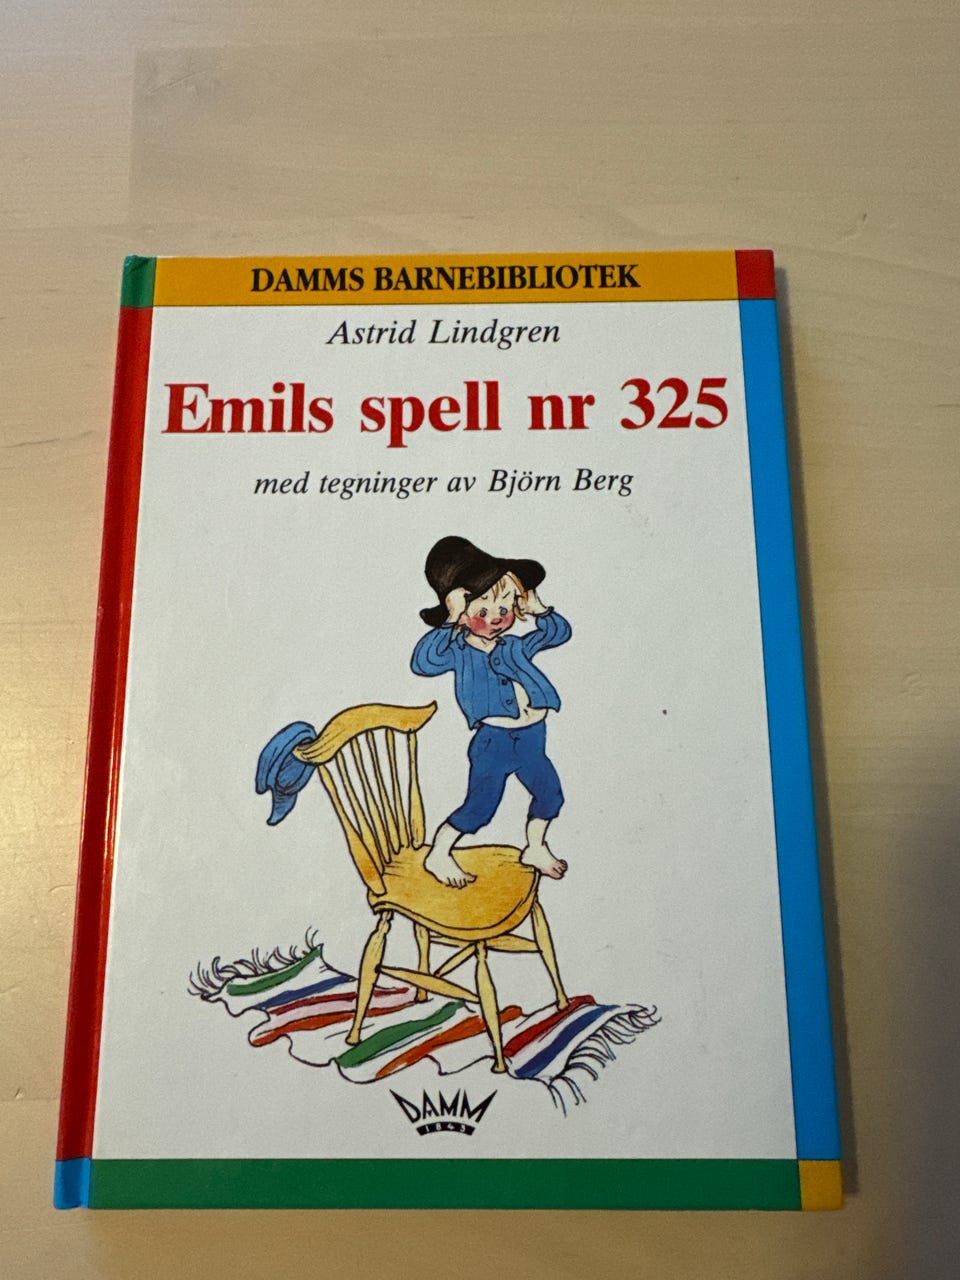 DAMMS BARNEBIBLIOTEK
Astrid Lindgren
Emils spell nr 325
med tegninger av Björn Berg
DAMM
1843